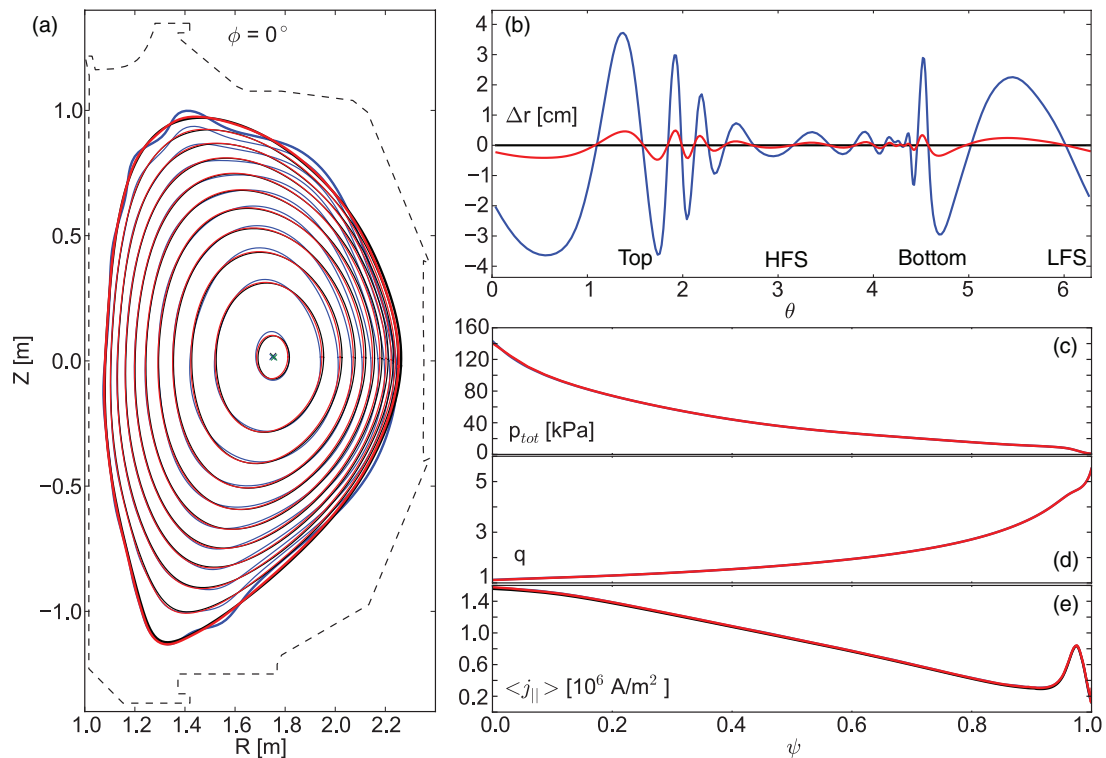 (a)
ϕ = 0°
1.0
0.5
0.0
−0.5
−1.0
Z [m]
1.0 1.2 1.4 1.6 1.8 2.0 2.2
R [m]
(b)
4
3
2
1
0
−1
−2
−3
−4
Δr [cm]
Top HFS Bottom LFS
0 1 2 3 4 5 6
θ
(c)
160
120
80
40
0
p_tot [kPa]
(d)
5
3
1
q
(e)
1.4
1.0
0.6
0.2
<j_||> [10⁶ A/m²]
0.0 0.2 0.4 0.6 0.8 1.0
ψ